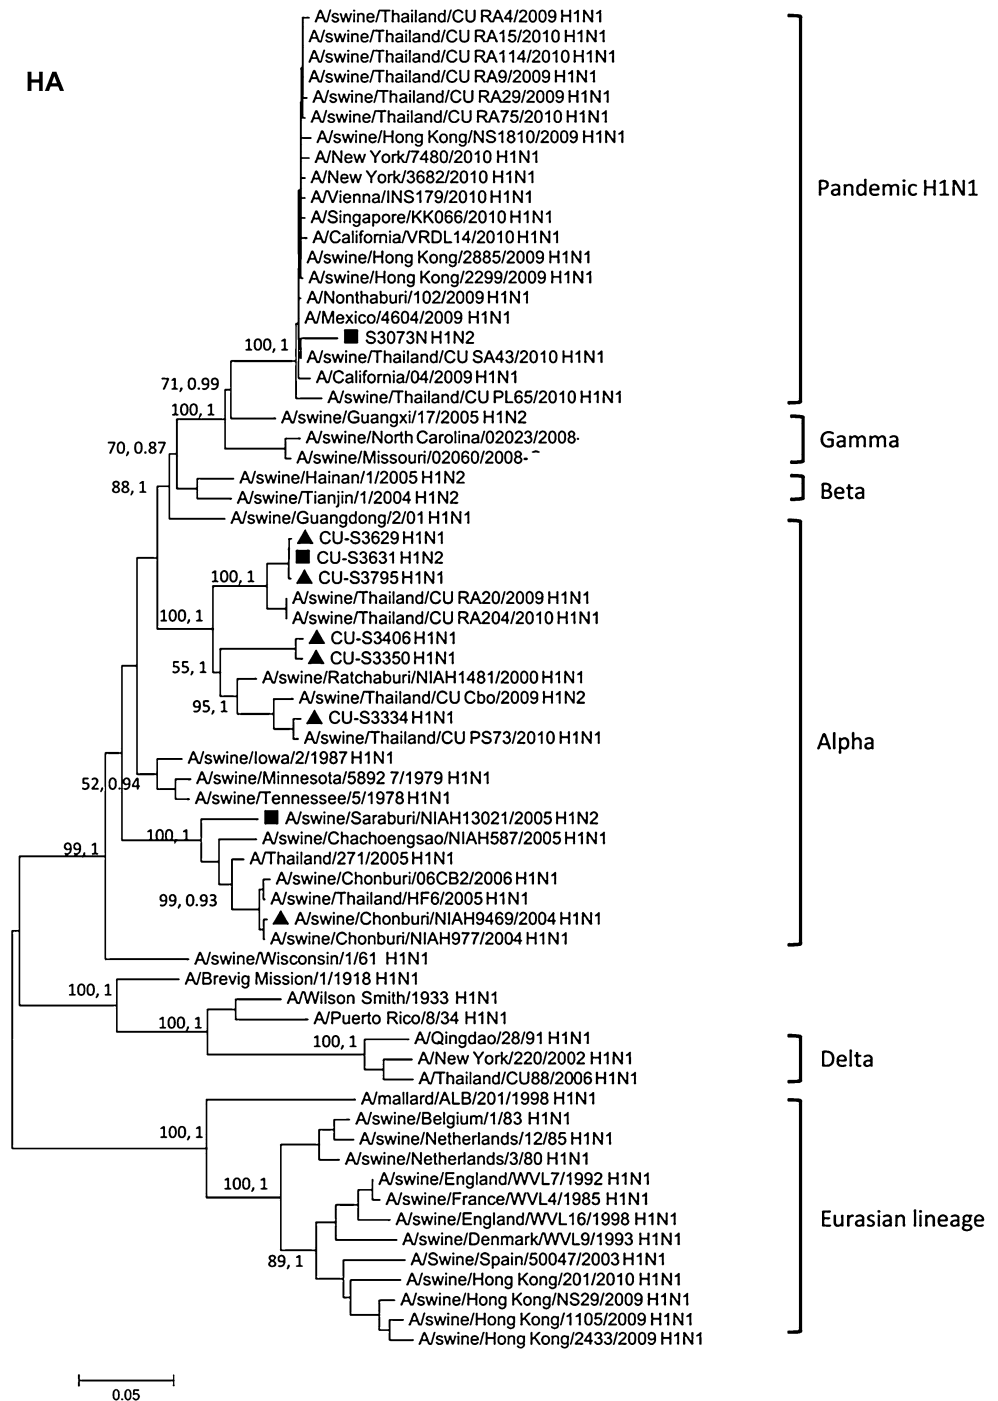 HA
A/swine/Thailand/CU RA4/2009 H1N1
A/swine/Thailand/CU RA15/2010 H1N1
A/swine/Thailand/CU RA114/2010 H1N1
A/swine/Thailand/CU RA9/2009 H1N1
A/swine/Thailand/CU RA29/2009 H1N1
A/swine/Thailand/CU RA75/2010 H1N1
A/swine/Hong Kong/NS1810/2009 H1N1
A/New York/7480/2010 H1N1
A/New York/3682/2010 H1N1
A/Vienna/INS179/2010 H1N1
A/Singapore/KK066/2010 H1N1
A/California/VRDL14/2010 H1N1
A/swine/Hong Kong/2885/2009 H1N1
A/swine/Hong Kong/2299/2009 H1N1
A/Nonthaburi/102/2009 H1N1
A/Mexico/4604/2009 H1N1
S3073N H1N2
A/swine/Thailand/CU SA43/2010 H1N1
A/California/04/2009 H1N1
A/swine/Thailand/CU PL65/2010 H1N1
Pandemic H1N1
100, 1
71, 0.99
100, 1
A/swine/Guangxi/17/2005 H1N2
A/swine/North Carolina/02023/2008-
A/swine/Missouri/02060/2008-
Gamma
70, 0.87
88, 1
A/swine/Hainan/1/2005 H1N2
A/swine/Tianjin/1/2004 H1N2
Beta
A/swine/Guangdong/2/01 H1N1
CU-S3629 H1N1
CU-S3631 H1N2
CU-S3795 H1N1
100, 1
A/swine/Thailand/CU RA20/2009 H1N1
A/swine/Thailand/CU RA204/2010 H1N1
100, 1
CU-S3406 H1N1
CU-S3350 H1N1
55, 1
A/swine/Ratchaburi/NIAH1481/2000 H1N1
A/swine/Thailand/CU Cbo/2009 H1N2
95, 1
CU-S3334 H1N1
A/swine/Thailand/CU PS73/2010 H1N1
Alpha
A/swine/Iowa/2/1987 H1N1
A/swine/Minnesota/5892 7/1979 H1N1
52, 0.94
A/swine/Tennessee/5/1978 H1N1
A/swine/Saraburi/NIAH13021/2005 H1N2
100, 1
A/swine/Chachoengsao/NIAH587/2005 H1N1
99, 1
A/Thailand/271/2005 H1N1
A/swine/Chonburi/06CB2/2006 H1N1
99, 0.93
A/swine/Thailand/HF6/2005 H1N1
A/swine/Chonburi/NIAH9469/2004 H1N1
A/swine/Chonburi/NIAH977/2004 H1N1
A/swine/Wisconsin/1/61 H1N1
A/Brevig Mission/1/1918 H1N1
100, 1
A/Wilson Smith/1933 H1N1
A/Puerto Rico/8/34 H1N1
100, 1
A/Qingdao/28/91 H1N1
100, 1
A/New York/220/2002 H1N1
A/Thailand/CU88/2006 H1N1
Delta
A/mallard/ALB/201/1998 H1N1
A/swine/Belgium/1/83 H1N1
100, 1
A/swine/Netherlands/12/85 H1N1
A/swine/Netherlands/3/80 H1N1
A/swine/England/WVL7/1992 H1N1
100, 1
A/swine/France/WVL4/1985 H1N1
A/swine/England/WVL16/1998 H1N1
Eurasian lineage
A/swine/Denmark/WVL9/1993 H1N1
89, 1
A/Swine/Spain/50047/2003 H1N1
A/swine/Hong Kong/201/2010 H1N1
A/swine/Hong Kong/NS29/2009 H1N1
A/swine/Hong Kong/1105/2009 H1N1
A/swine/Hong Kong/2433/2009 H1N1
0.05